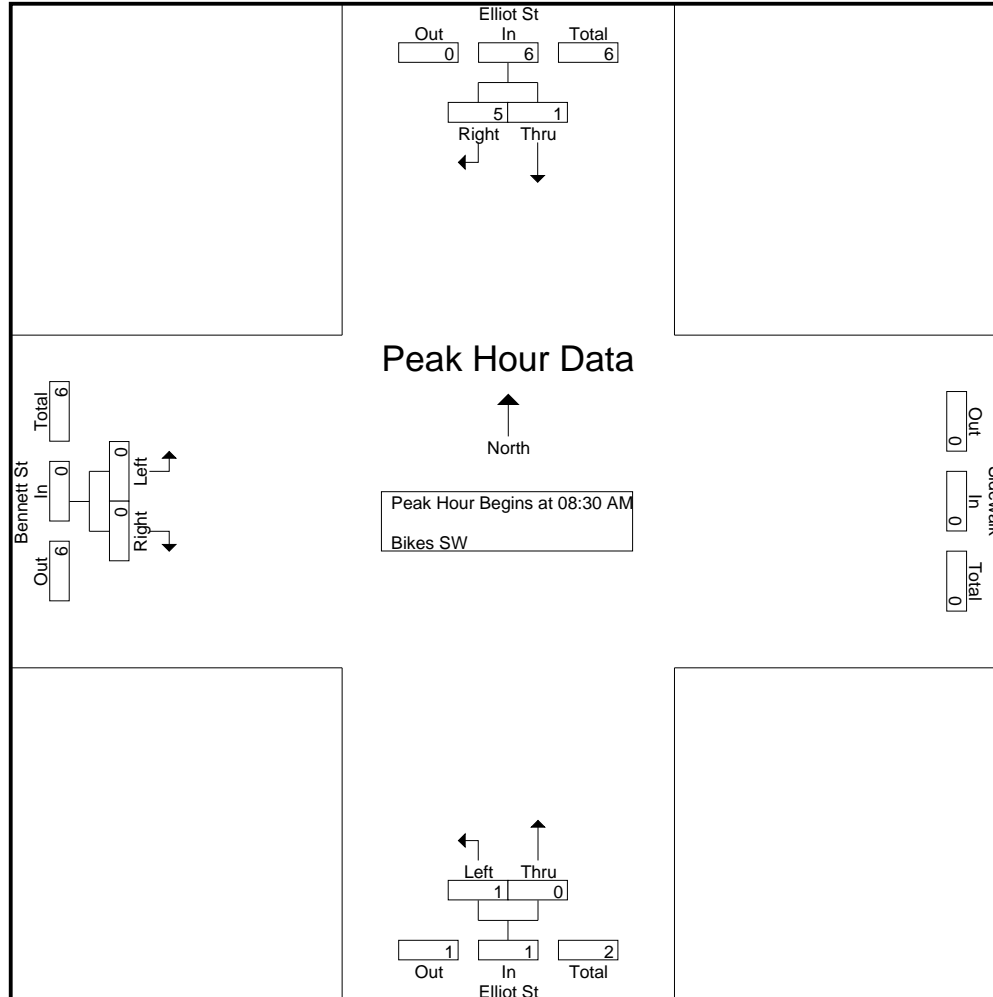 Elliot St
Out In Total
0 6 6
5 1
Right Thru
Peak Hour Data
North
Peak Hour Begins at 08:30 AM
Bikes SW
Bennett St
Total In Out
6 0 6
0 0
Left Right
Out In Total
0 0 0
Left Thru
1 0
1 1 2
Out In Total
Elliot St